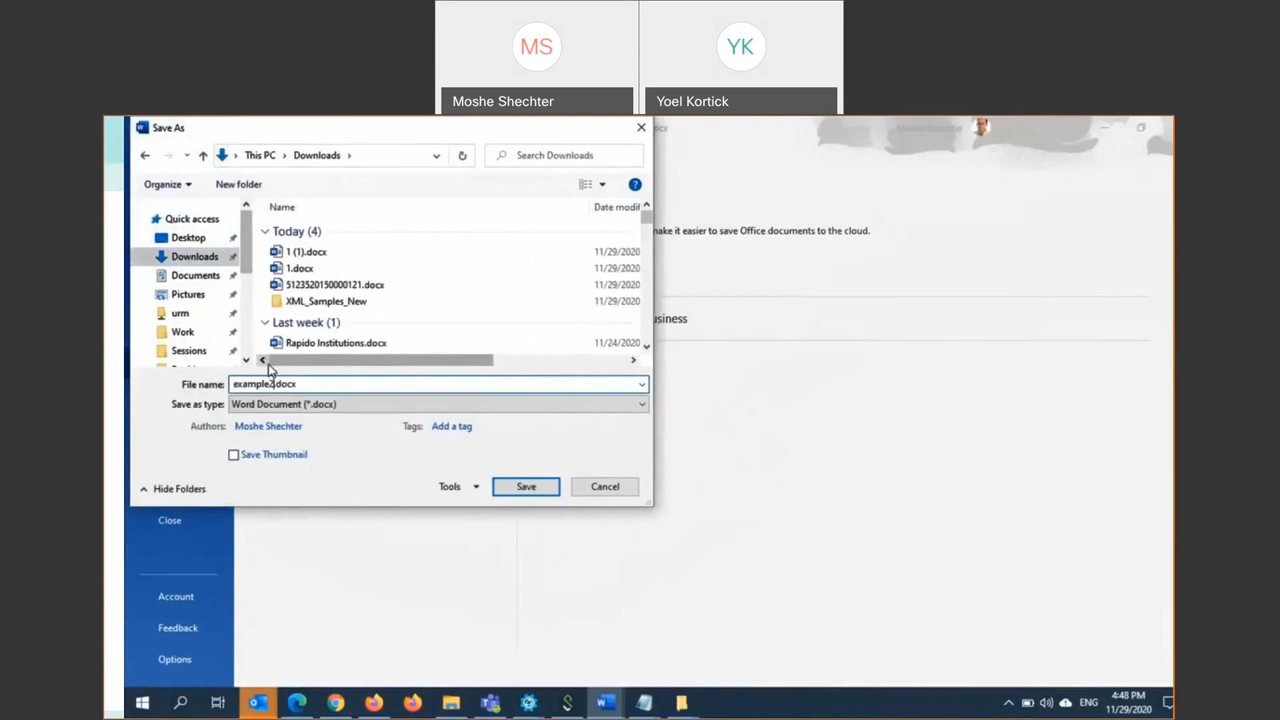 MS
YK
Moshe Shechter
Yoel Kortick
Save As
This PC
Downloads
Search Downloads
Organize
New folder
Name
Date modif
Quick access
Desktop
Downloads
Documents
Pictures
urm
Work
Sessions
Today (4)
1 (1).docx
11/29/2020
1.docx
11/29/2020
5123520150000121.docx
11/29/2020
XML_Samples_New
11/29/2020
Last week (1)
Rapido Institutions.docx
11/24/2020
File name:
example2.docx
Save as type:
Word Document (*.docx)
Authors:
Moshe Shechter
Tags:
Add a tag
Save Thumbnail
Hide Folders
Tools
Save
Cancel
ocx
make it easier to save Office documents to the cloud.
usiness
Close
Account
Feedback
Options
ENG
4:48 PM
11/29/2020